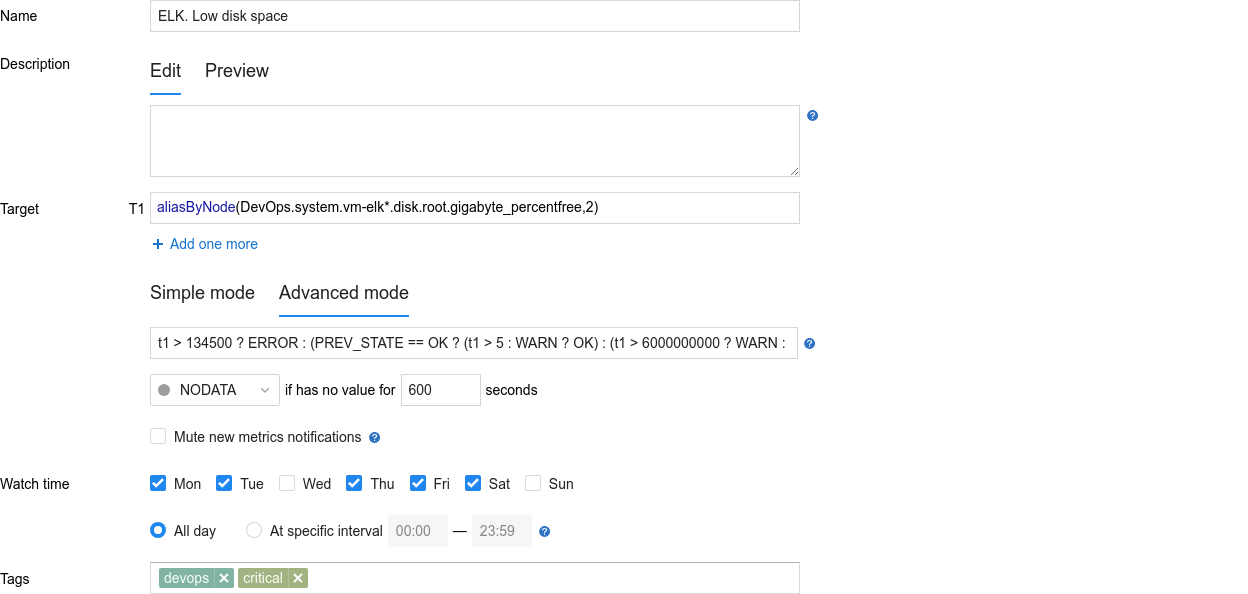 Name ELK. Low disk space
Description Edit Preview
?
Target T1 aliasByNode(DevOps.system.vm-elk*.disk.root.gigabyte_percentfree,2)
+ Add one more
Simple mode Advanced mode
t1 > 134500 ? ERROR : (PREV_STATE == OK ? (t1 > 5 : WARN ? OK) : (t1 > 6000000000 ? WARN : ?
NODATA if has no value for 600 seconds
Mute new metrics notifications ?
Watch time Mon Tue Wed Thu Fri Sat Sun
All day At specific interval 00:00 — 23:59 ?
Tags devops × critical ×